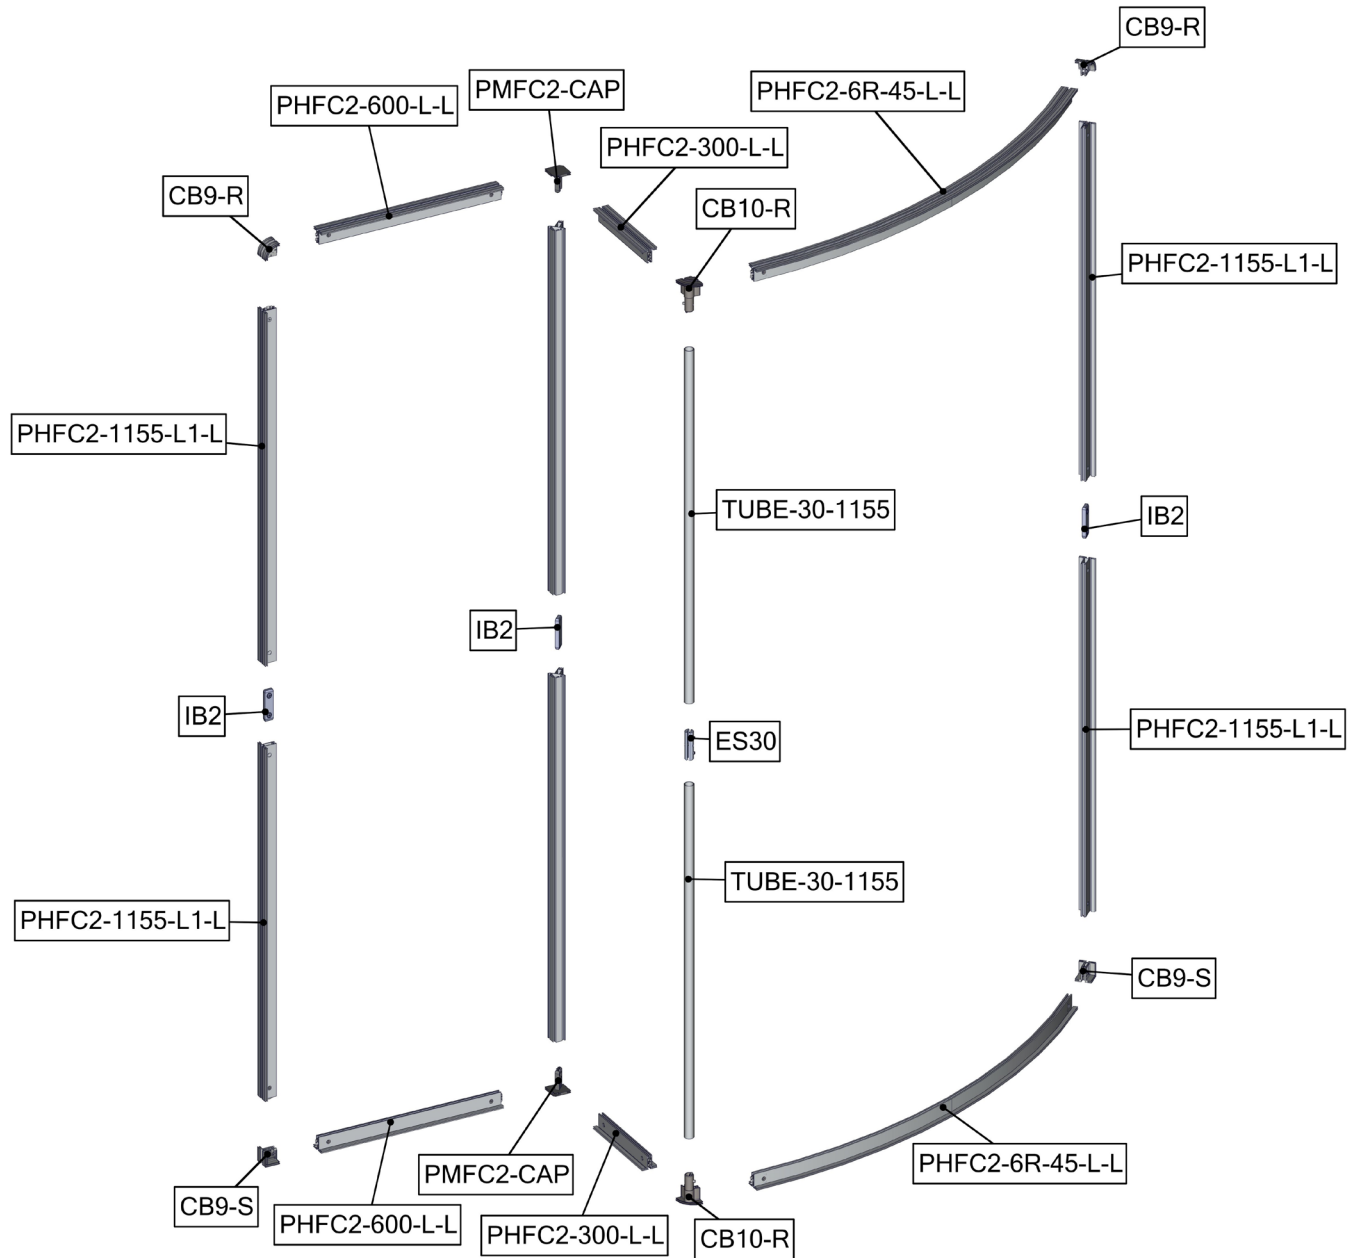 CB9-R
PMFC2-CAP
PHFC2-6R-45-L-L
PHFC2-600-L-L
PHFC2-300-L-L
CB9-R
CB10-R
PHFC2-1155-L1-L
PHFC2-1155-L1-L
TUBE-30-1155
IB2
IB2
IB2
PHFC2-1155-L1-L
ES30
TUBE-30-1155
PHFC2-1155-L1-L
CB9-S
PHFC2-6R-45-L-L
PMFC2-CAP
CB9-S
PHFC2-600-L-L
PHFC2-300-L-L
CB10-R